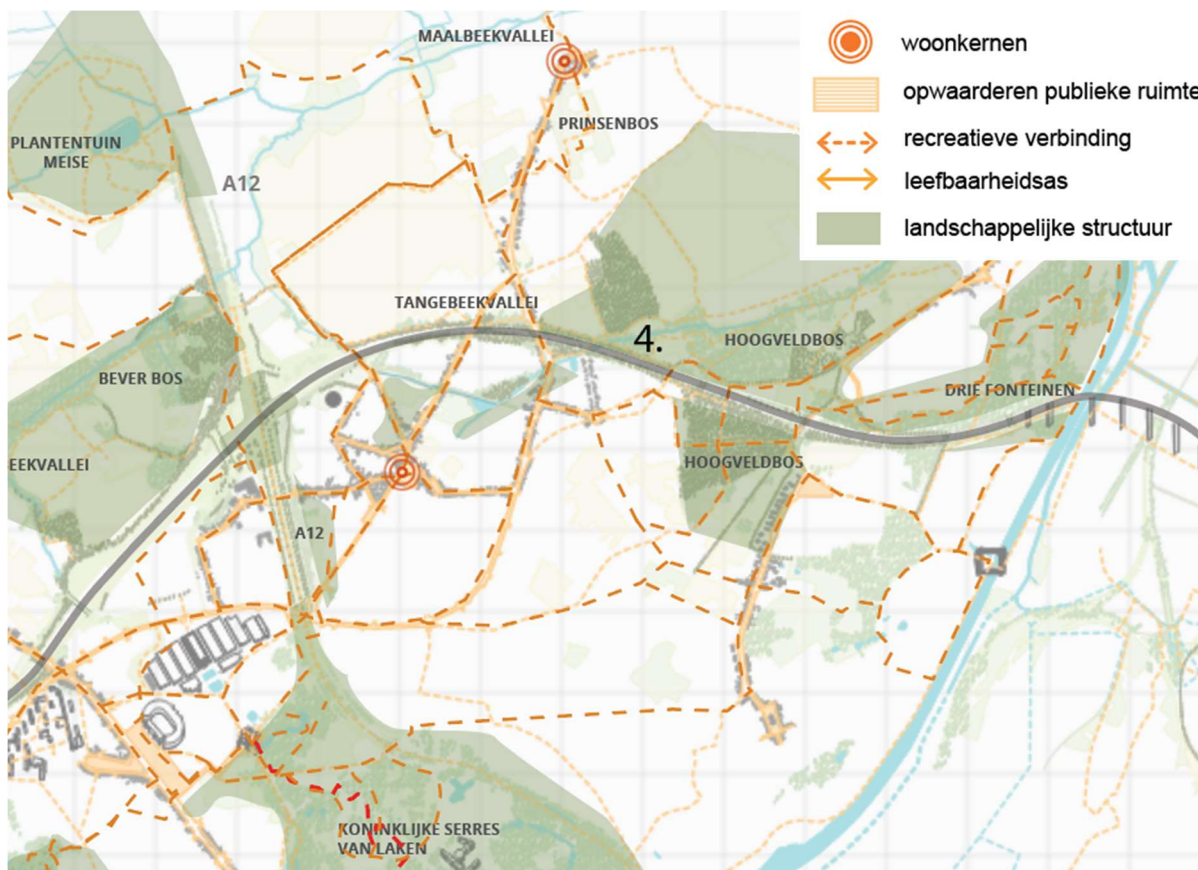 MAALBEEKVALLEI
PRINSENBOS
PLANTENTUIN
MEISE
A12
TANGEBEEKVALLEI
4.
HOOGVELDBOS
BEVER BOS
DRIE FONTEINEN
EEKVALLEI
HOOGVELDBOS
A12
KONINKLIJKE SERRES
VAN LAKEN
woonkernen
opwaarderen publieke ruimte
recreatieve verbinding
leefbaarheidsas
landschappelijke structuur